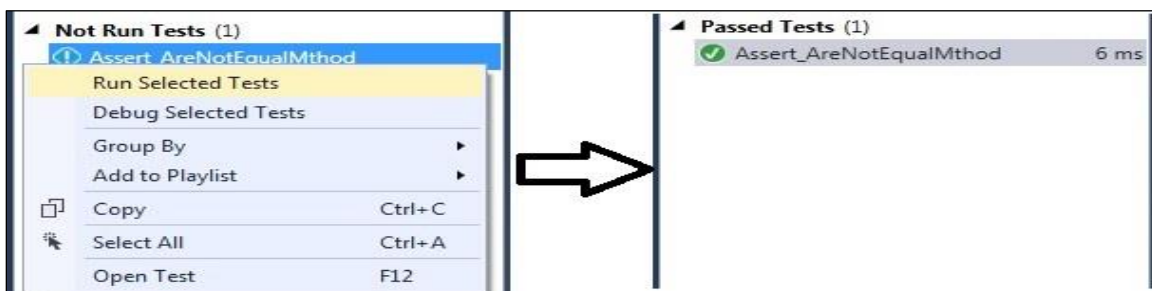 Not Run Tests (1)
Assert_AreNotEqualMthod
Run Selected Tests
Debug Selected Tests
Group By
Add to Playlist
Copy Ctrl+C
Select All Ctrl+A
Open Test F12
Passed Tests (1)
Assert_AreNotEqualMthod 6 ms